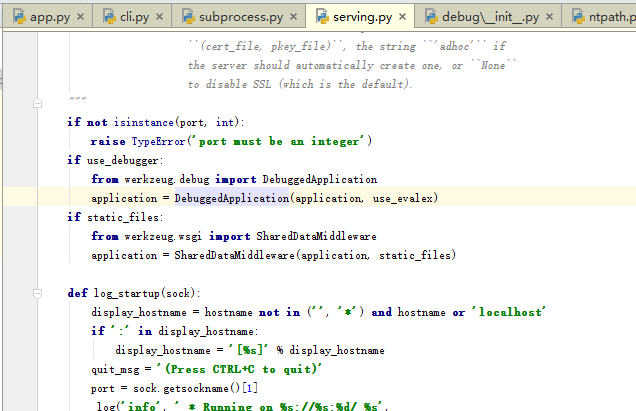 app.py × cli.py × subprocess.py × serving.py × debug\__init__.py × ntpath.
``(cert_file, pkey_file)``, the string ``'adhoc'`` if
the server should automatically create one, or ``None``
to disable SSL (which is the default).
"""
if not isinstance(port, int):
raise TypeError('port must be an integer')
if use_debugger:
from werkzeug.debug import DebuggedApplication
application = DebuggedApplication(application, use_evalex)
if static_files:
from werkzeug.wsgi import SharedDataMiddleware
application = SharedDataMiddleware(application, static_files)
def log_startup(sock):
display_hostname = hostname not in ('', '*') and hostname or 'localhost'
if ':' in display_hostname:
display_hostname = '[%s]' % display_hostname
quit_msg = '(Press CTRL+C to quit)'
port = sock.getsockname()[1]
_log('info', ' * Running on %s://%s:%d/ %s',